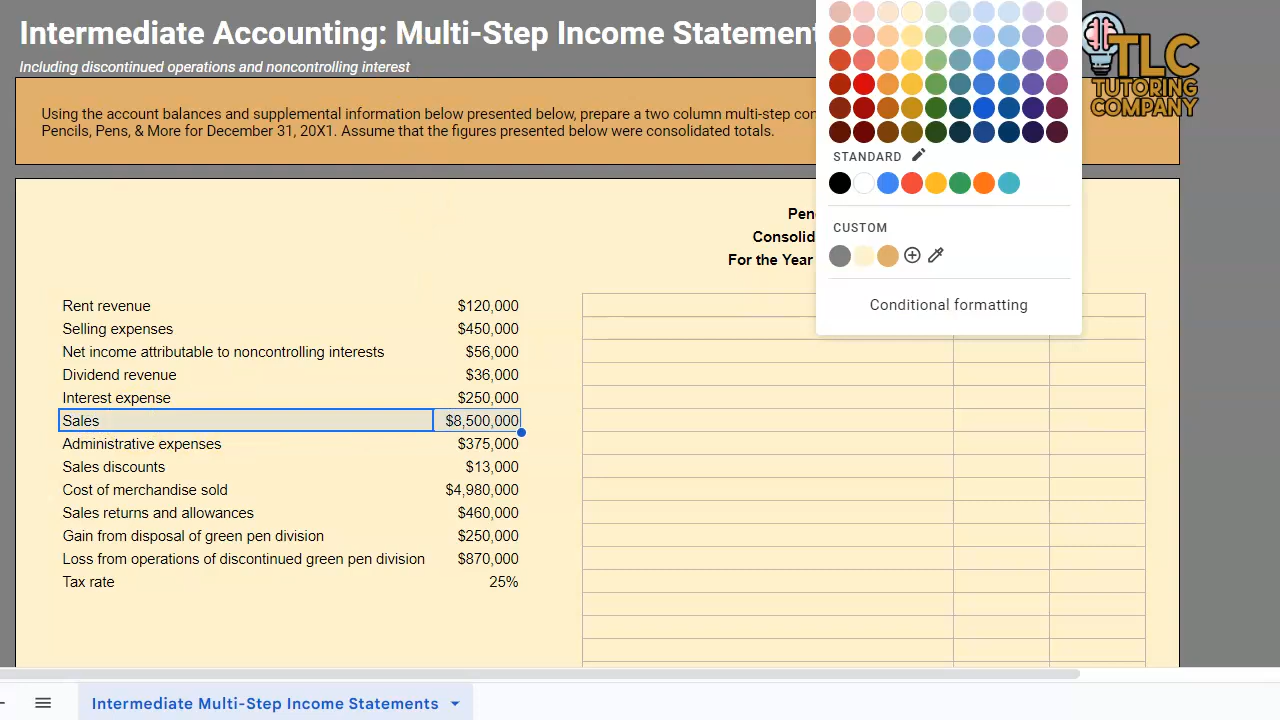 Intermediate Accounting: Multi-Step Income Statement
Including discontinued operations and noncontrolling interest
TLC
TUTORING
COMPANY
Using the account balances and supplemental information below presented below, prepare a two column multi-step
Pencils, Pens, & More for December 31, 20X1. Assume that the figures presented below were consolidated totals.
STANDARD
CUSTOM
Conditional formatting
For the Year
Rent revenue $120,000
Selling expenses $450,000
Net income attributable to noncontrolling interests $56,000
Dividend revenue $36,000
Interest expense $250,000
Sales $8,500,000
Administrative expenses $375,000
Sales discounts $13,000
Cost of merchandise sold $4,980,000
Sales returns and allowances $460,000
Gain from disposal of green pen division $250,000
Loss from operations of discontinued green pen division $870,000
Tax rate 25%
Intermediate Multi-Step Income Statements